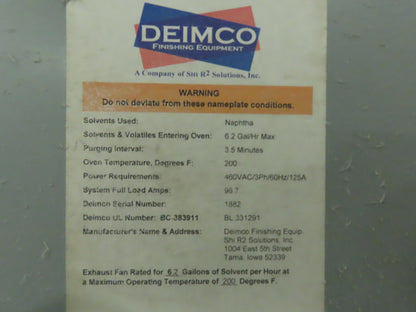 DEIMCO
FINISHING EQUIPMENT
A Company of Shi R² Solutions, Inc.
WARNING
Do not deviate from these nameplate conditions.
Solvents Used: Naphtha
Solvents & Volatiles Entering Oven: 6.2 Gal/Hr Max
Purging Interval: 3.5 Minutes
Oven Temperature, Degrees F: 200
Power Requirements: 460VAC/3Ph/60Hz/125A
System Full Load Amps: 96.7
Deimco Serial Number: 1882
Deimco UL Number: BC-383911 BL 331291
Manufacturer's Name & Address: Deimco Finishing Equip.
Shi R2 Solutions, Inc.
1004 East 5th Street
Tama, Iowa 52339
Exhaust Fan Rated for 6.2 Gallons of Solvent per Hour at
a Maximum Operating Temperature of 200 Degrees F.